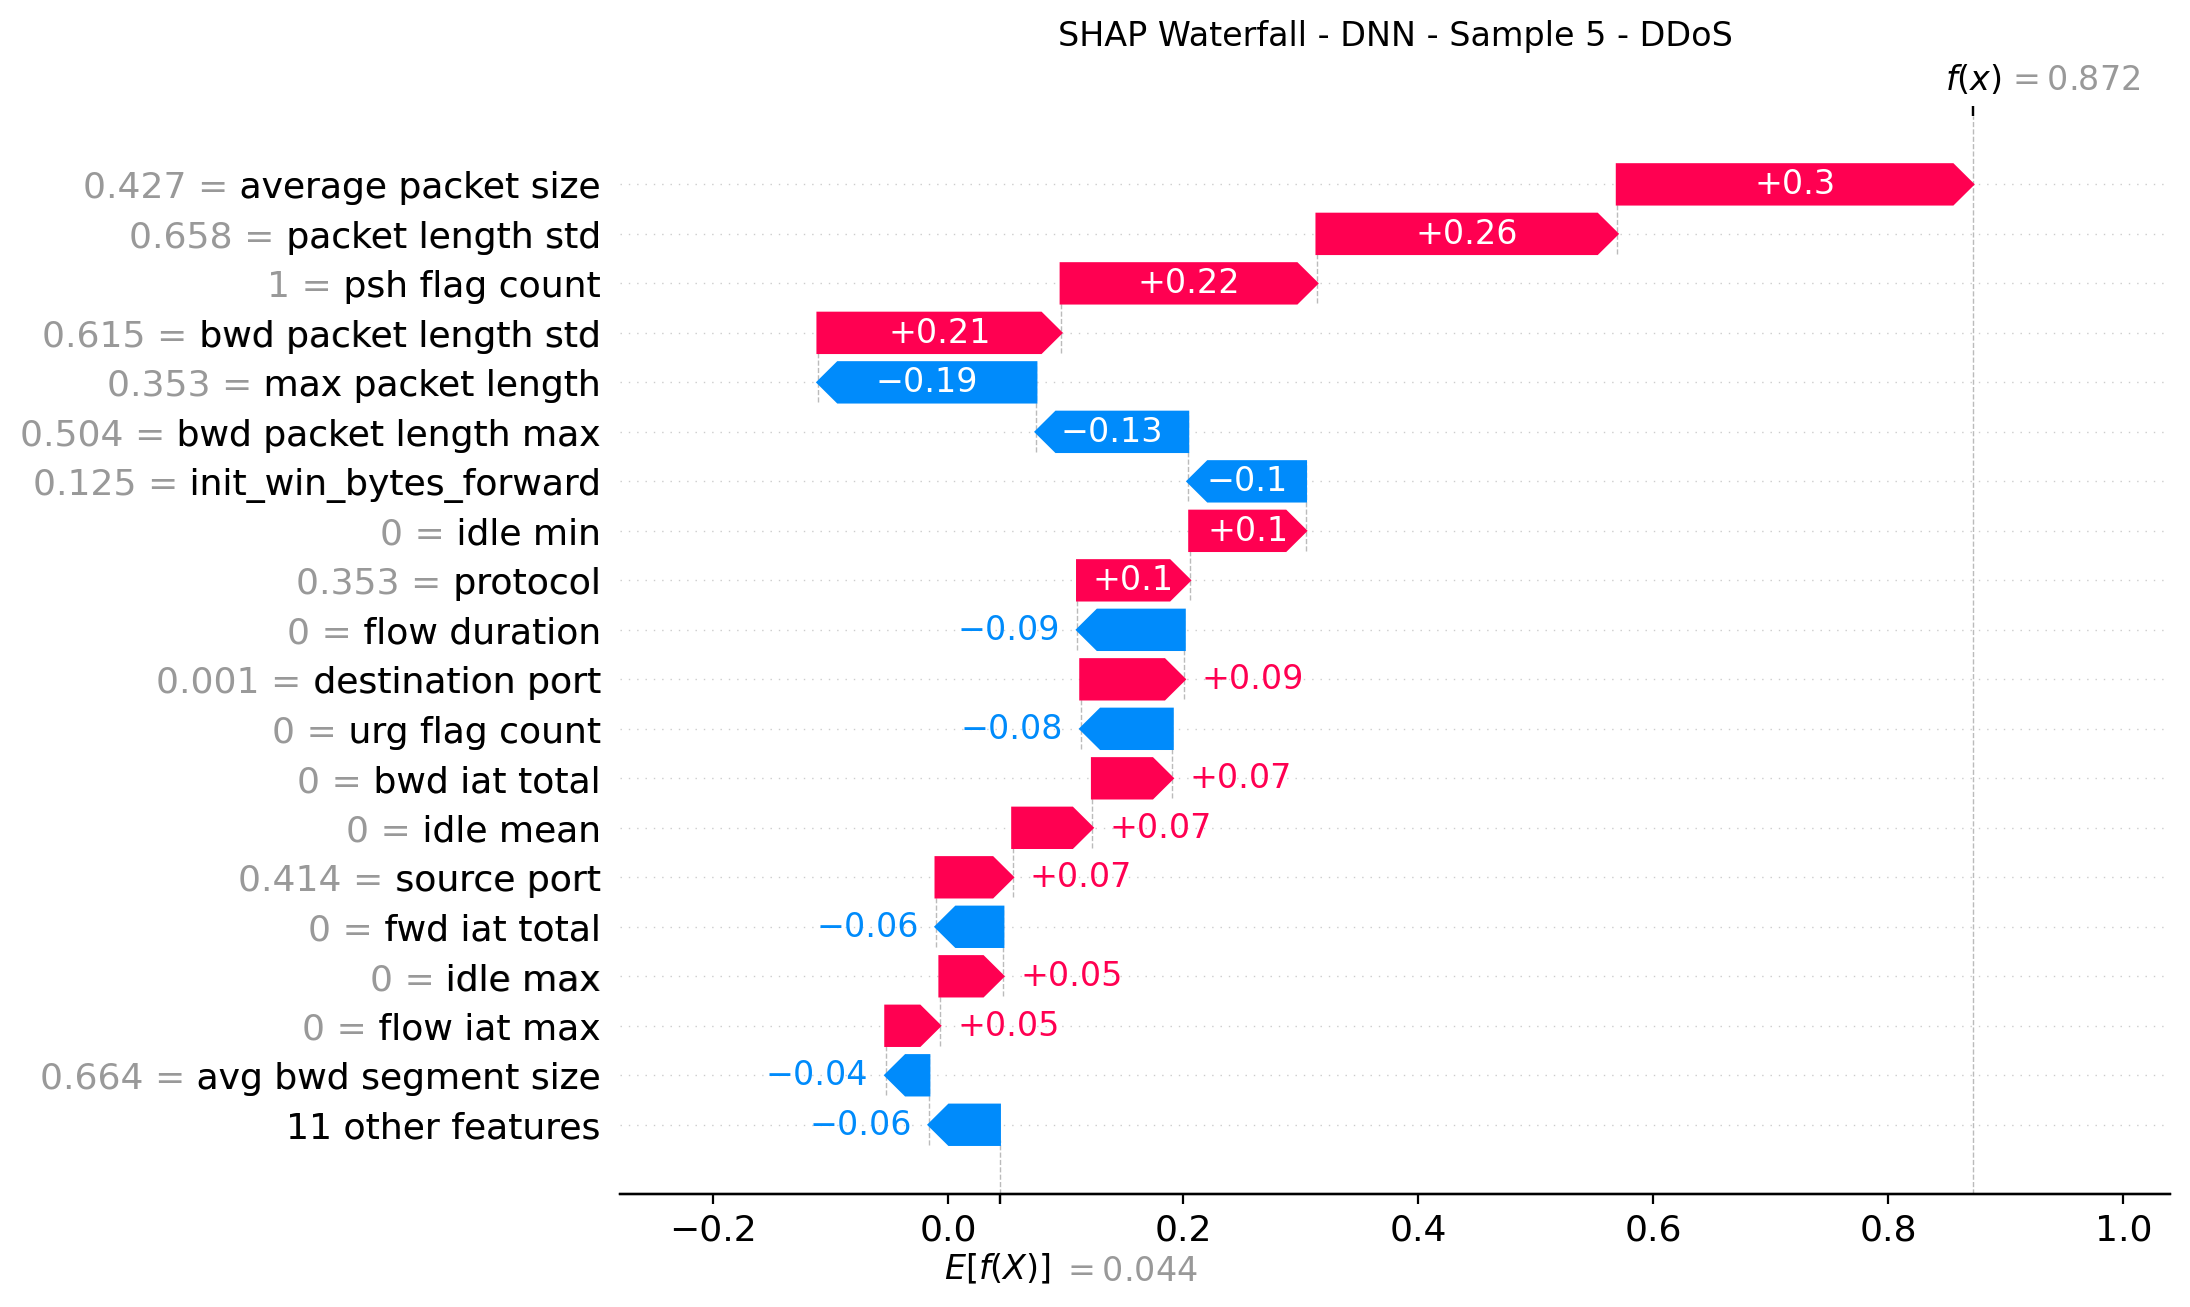 SHAP Waterfall - DNN - Sample 5 - DDoS
f(x) = 0.872
0.427 = average packet size +0.3
0.658 = packet length std +0.26
1 = psh flag count +0.22
0.615 = bwd packet length std +0.21
0.353 = max packet length −0.19
0.504 = bwd packet length max −0.13
0.125 = init_win_bytes_forward −0.1
0 = idle min +0.1
0.353 = protocol +0.1
0 = flow duration −0.09
0.001 = destination port +0.09
0 = urg flag count −0.08
0 = bwd iat total +0.07
0 = idle mean +0.07
0.414 = source port +0.07
0 = fwd iat total −0.06
0 = idle max +0.05
0 = flow iat max +0.05
0.664 = avg bwd segment size −0.04
11 other features −0.06
−0.2 0.0 0.2 0.4 0.6 0.8 1.0
E[f(X)] = 0.044